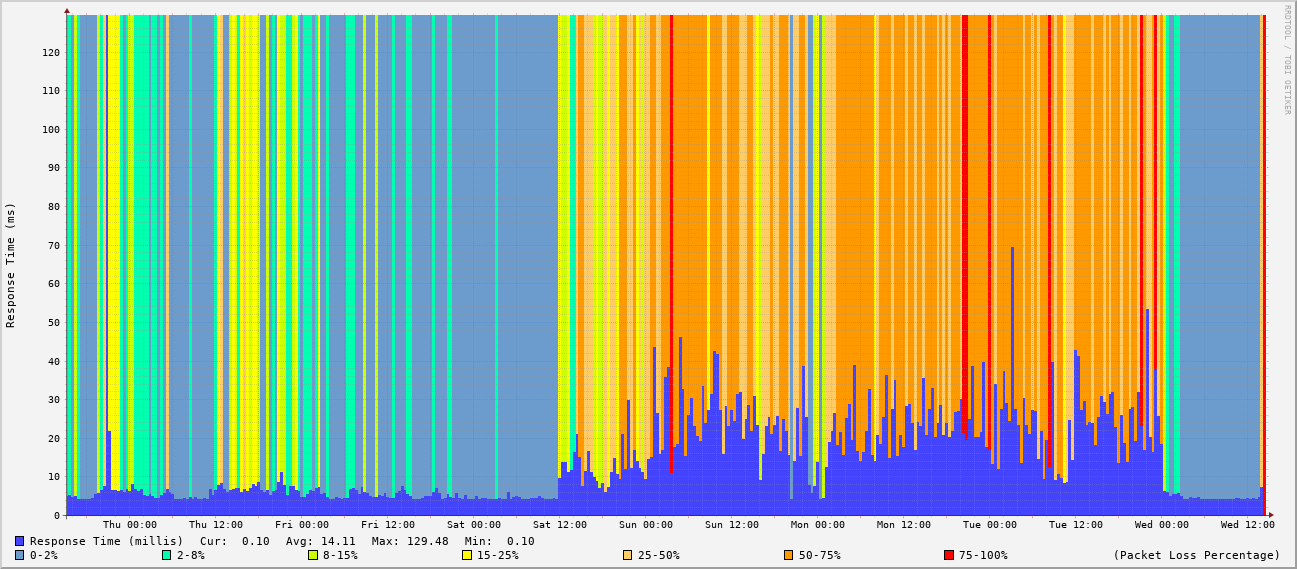 RRDTOOL / TOBI OETIKER
Response Time (ms)
120
110
100
90
80
70
60
50
40
30
20
10
0
Thu 00:00 Thu 12:00 Fri 00:00 Fri 12:00 Sat 00:00 Sat 12:00 Sun 00:00 Sun 12:00 Mon 00:00 Mon 12:00 Tue 00:00 Tue 12:00 Wed 00:00 Wed 12:00
Response Time (millis) Cur: 0.10 Avg: 14.11 Max: 129.48 Min: 0.10
0-2% 2-8% 8-15% 15-25% 25-50% 50-75% 75-100% (Packet Loss Percentage)